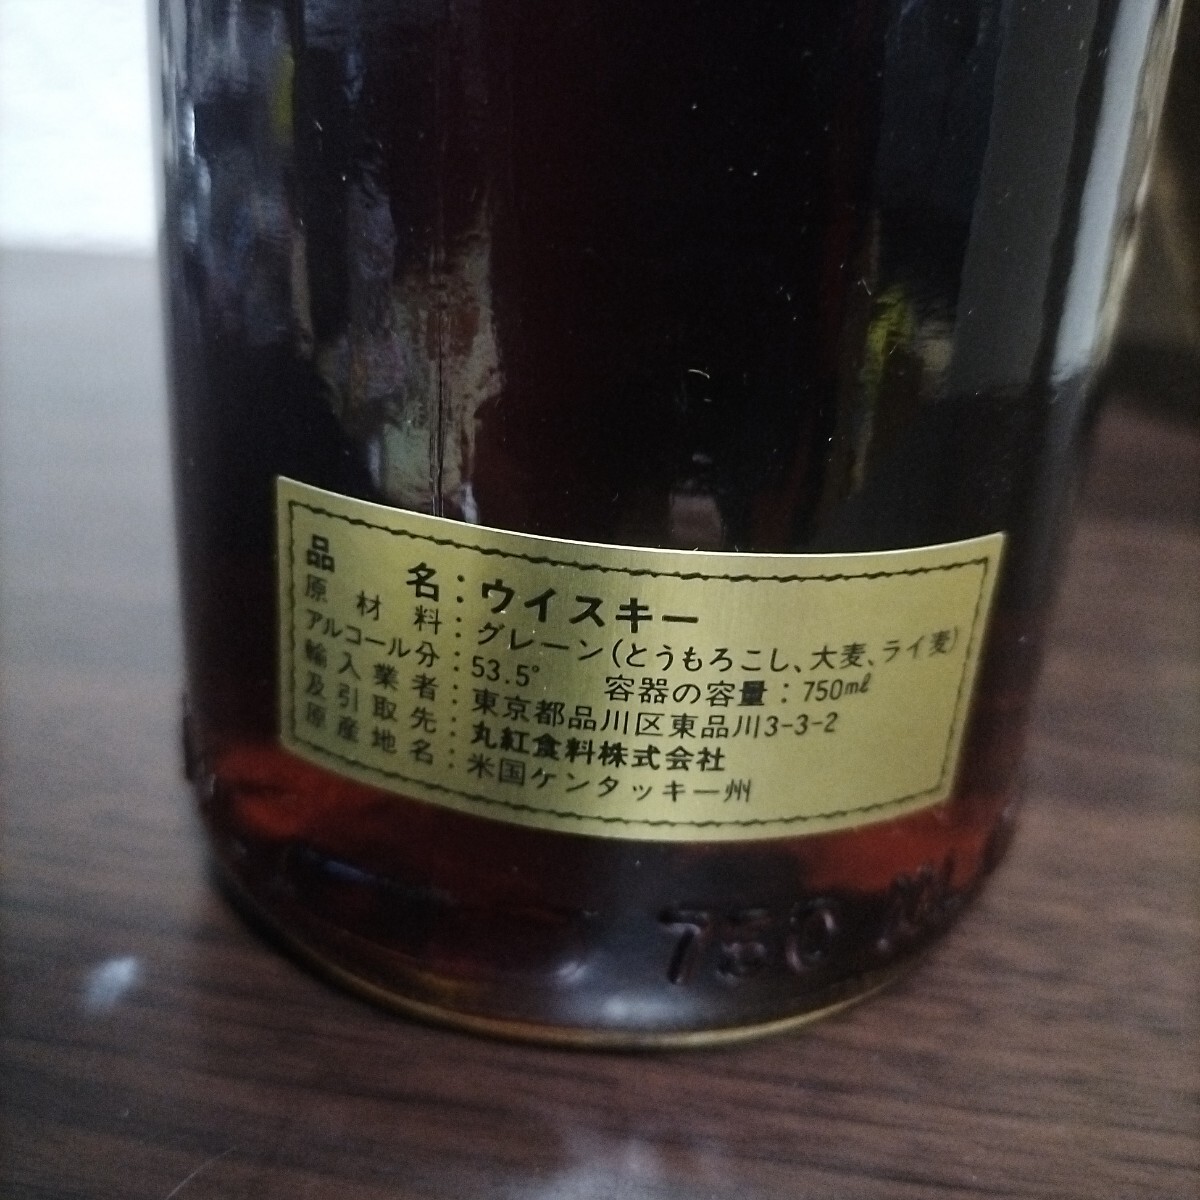 品名：ウイスキー
原材料：グレーン(とうもろこし、大麦、ライ麦)
アルコール分：53.5° 容器の容量：750mℓ
輸入業者：東京都品川区東品川3-3-2
及引取先：丸紅食料株式会社
原産地名：米国ケンタッキー州
750 ML